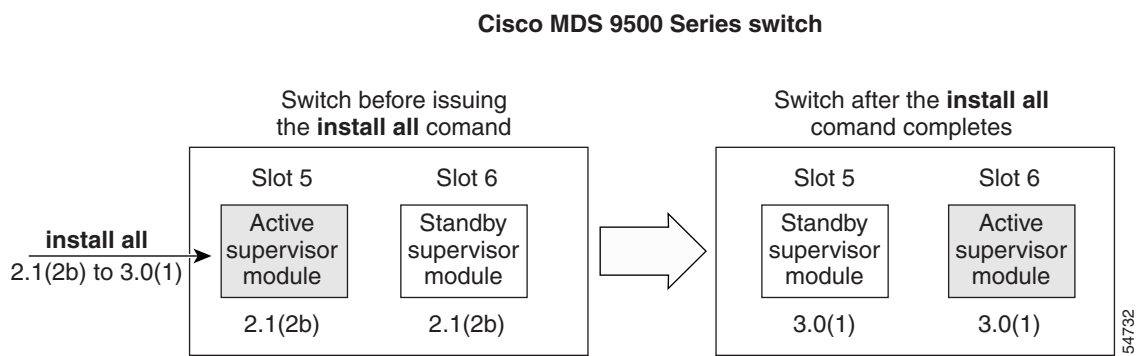 Cisco MDS 9500 Series switch
Switch before issuing
the install all comand
Switch after the install all
comand completes
install all
2.1(2b) to 3.0(1)
Slot 5
Active
supervisor
module
2.1(2b)
Slot 6
Standby
supervisor
module
2.1(2b)
Slot 5
Standby
supervisor
module
3.0(1)
Slot 6
Active
supervisor
module
3.0(1)
54732